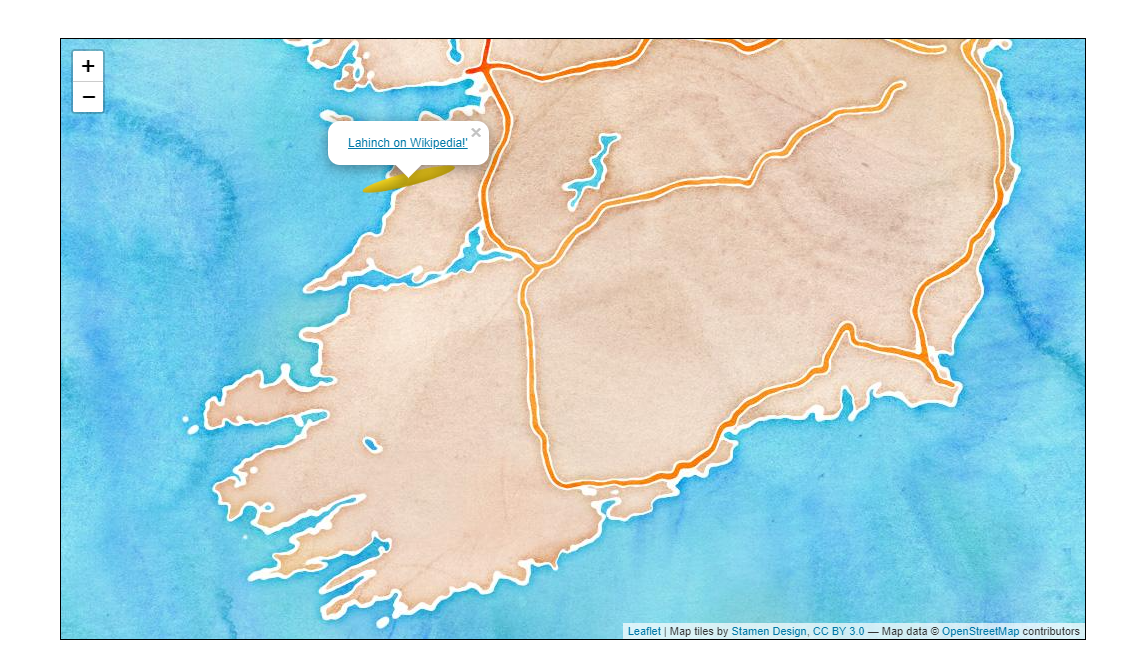 +
−
×
Lahinch on Wikipedia!'
Leaflet | Map tiles by Stamen Design, CC BY 3.0 — Map data © OpenStreetMap contributors